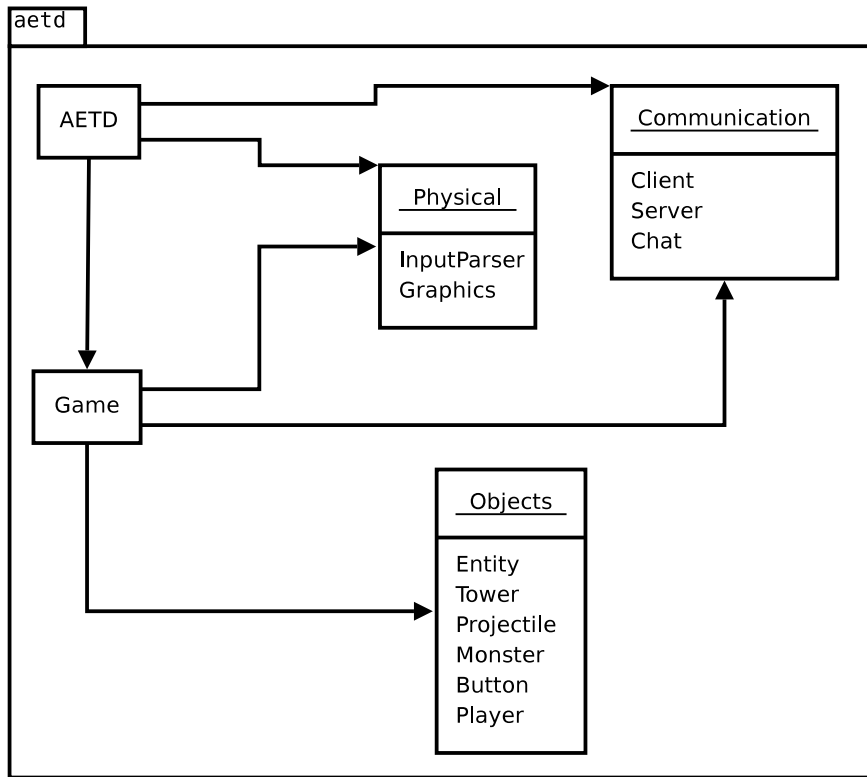 aetd
AETD
Communication
Client
Server
Chat
Physical
InputParser
Graphics
Game
Objects
Entity
Tower
Projectile
Monster
Button
Player